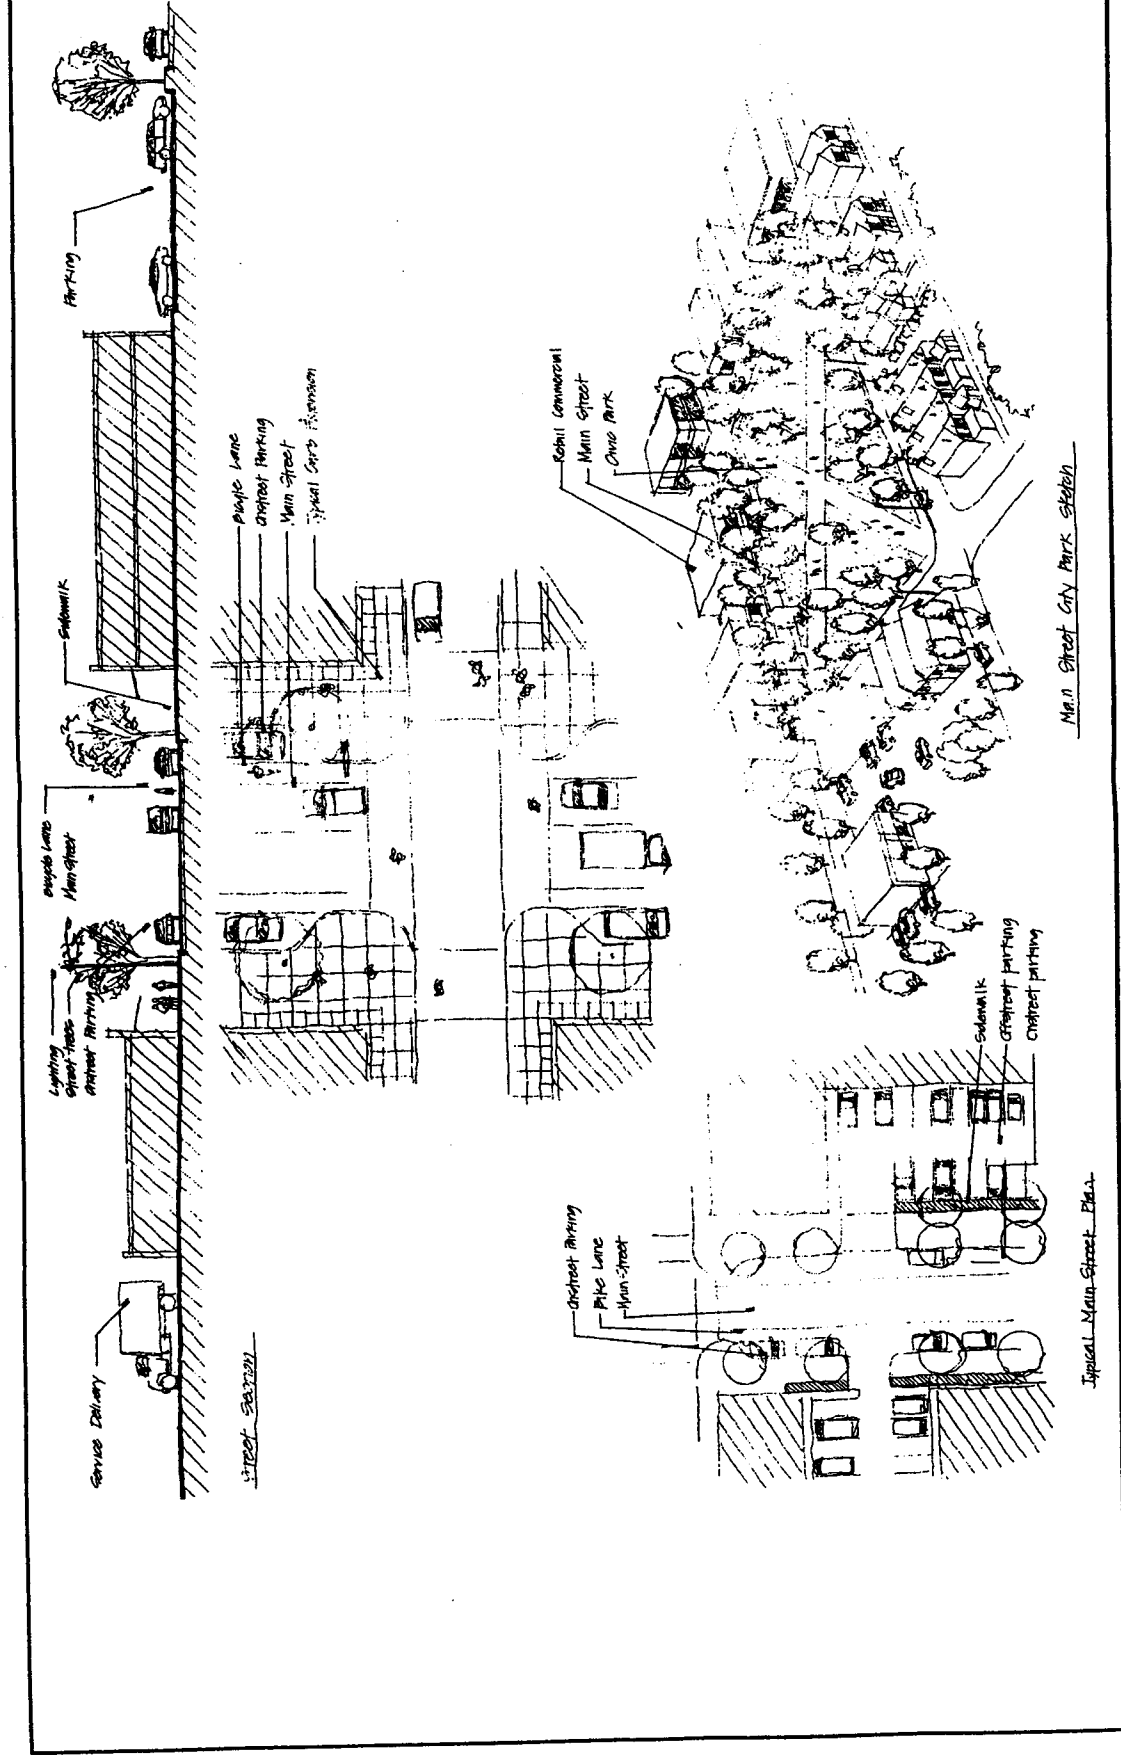 Service Delivery
Lighting
Street Trees
Onstreet Parking
Bicycle Lane
Main Street
Sidewalk
Parking
Street Section
Bicycle Lane
Onstreet Parking
Main Street
Typical Curb Extension
Onstreet Parking
Bike Lane
Main Street
Sidewalk
Offstreet parking
Onstreet parking
Typical Main Street Plan
Retail Commercial
Main Street
Civic Park
Main Street City Park Sketch